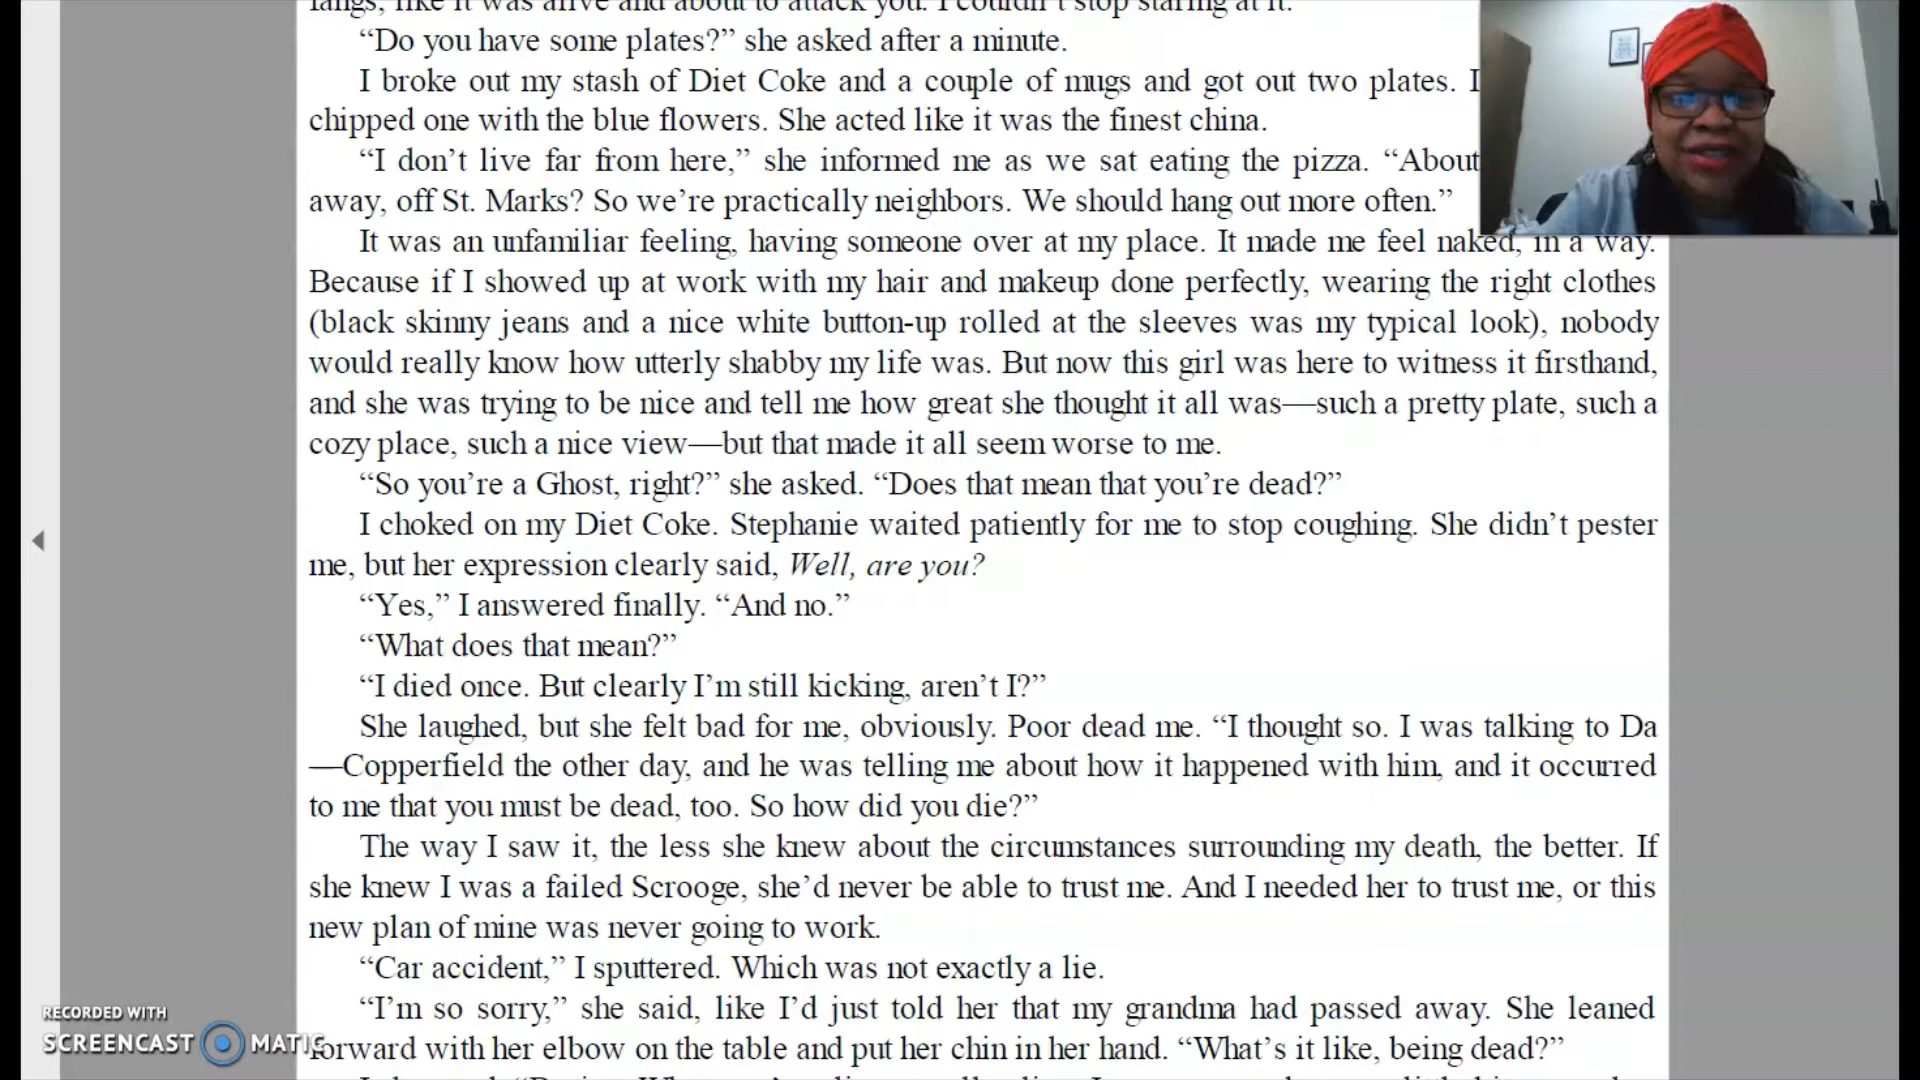 fangs, like it was alive and about to attack you. I couldn’t stop staring at it.
“Do you have some plates?” she asked after a minute.
I broke out my stash of Diet Coke and a couple of mugs and got out two plates. I
chipped one with the blue flowers. She acted like it was the finest china.
“I don’t live far from here,” she informed me as we sat eating the pizza. “About
away, off St. Marks? So we’re practically neighbors. We should hang out more often.”
It was an unfamiliar feeling, having someone over at my place. It made me feel naked, in a way.
Because if I showed up at work with my hair and makeup done perfectly, wearing the right clothes
(black skinny jeans and a nice white button-up rolled at the sleeves was my typical look), nobody
would really know how utterly shabby my life was. But now this girl was here to witness it firsthand,
and she was trying to be nice and tell me how great she thought it all was—such a pretty plate, such a
cozy place, such a nice view—but that made it all seem worse to me.
“So you’re a Ghost, right?” she asked. “Does that mean that you’re dead?”
I choked on my Diet Coke. Stephanie waited patiently for me to stop coughing. She didn’t pester
me, but her expression clearly said, Well, are you?
“Yes,” I answered finally. “And no.”
“What does that mean?”
“I died once. But clearly I’m still kicking, aren’t I?”
She laughed, but she felt bad for me, obviously. Poor dead me. “I thought so. I was talking to Da
—Copperfield the other day, and he was telling me about how it happened with him, and it occurred
to me that you must be dead, too. So how did you die?”
The way I saw it, the less she knew about the circumstances surrounding my death, the better. If
she knew I was a failed Scrooge, she’d never be able to trust me. And I needed her to trust me, or this
new plan of mine was never going to work.
“Car accident,” I sputtered. Which was not exactly a lie.
“I’m so sorry,” she said, like I’d just told her that my grandma had passed away. She leaned
forward with her elbow on the table and put her chin in her hand. “What’s it like, being dead?”
RECORDED WITH
SCREENCAST MATIC